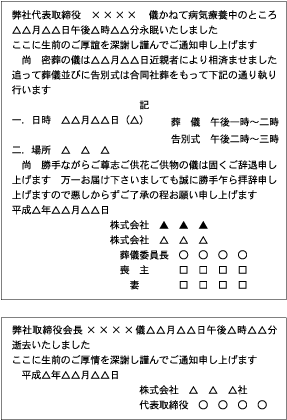 弊社代表取締役　××××　儀かねて病気療養中のところ
△△月△△日午後△時△△分永眠いたしました
ここに生前のご厚誼を深謝し謹んでご通知申し上げます
　尚　密葬の儀は△△月△△日近親者により相済ませました
追って葬儀並びに告別式は合同社葬をもって下記の通り執り
行います
記
一．日時　△△月△△日（△）　葬　儀　午後一時〜二時
告別式　午後二時〜三時
二．場所　△　△　△
　尚　勝手ながらご尊志ご供花ご供物の儀は固くご辞退申し
上げます　万一お届け下さいましても誠に勝手乍ら拝辞申し
上げますので悪しからずご了承の程お願い申し上げます
平成△年△△月△△日
株式会社　▲　▲　▲
株式会社　△　△　△
葬儀委員長　○　○　○　○
喪　主　　□　□　□　□
妻　　　□　□　□　□
弊社取締役会長××××儀△△月△△日午後△時△△分
逝去いたしました
ここに生前のご厚情を深謝し謹んでご通知申し上げます
　平成△年△△月△△日
株式会社　△　△　△社
代表取締役　○　○　○　○